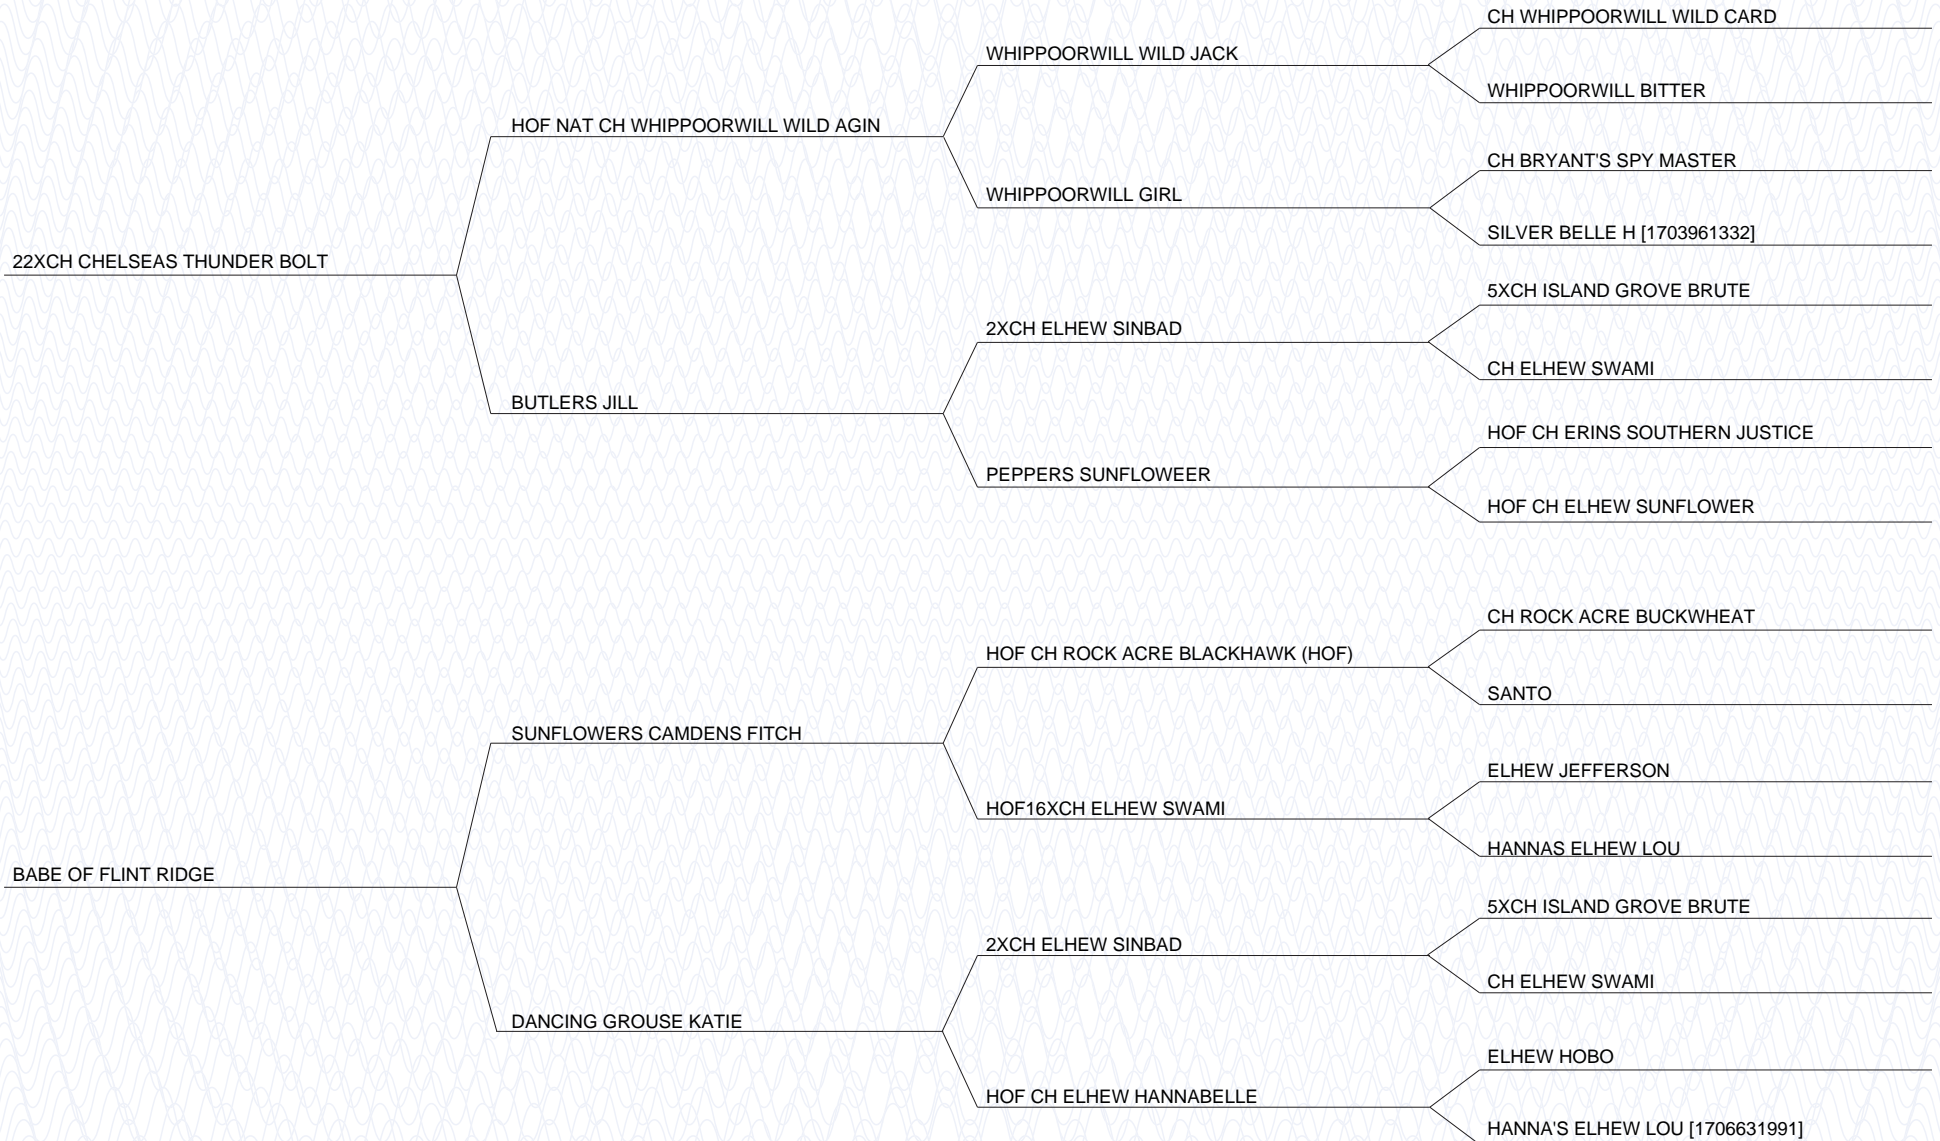 CH WHIPPOORWILL WILD CARD
WHIPPOORWILL WILD JACK
WHIPPOORWILL BITTER
HOF NAT CH WHIPPOORWILL WILD AGIN
CH BRYANT'S SPY MASTER
WHIPPOORWILL GIRL
SILVER BELLE H [1703961332]
22XCH CHELSEAS THUNDER BOLT
5XCH ISLAND GROVE BRUTE
2XCH ELHEW SINBAD
CH ELHEW SWAMI
BUTLERS JILL
HOF CH ERINS SOUTHERN JUSTICE
PEPPERS SUNFLOWEER
HOF CH ELHEW SUNFLOWER
CH ROCK ACRE BUCKWHEAT
HOF CH ROCK ACRE BLACKHAWK (HOF)
SANTO
SUNFLOWERS CAMDENS FITCH
ELHEW JEFFERSON
HOF16XCH ELHEW SWAMI
HANNAS ELHEW LOU
BABE OF FLINT RIDGE
5XCH ISLAND GROVE BRUTE
2XCH ELHEW SINBAD
CH ELHEW SWAMI
DANCING GROUSE KATIE
ELHEW HOBO
HOF CH ELHEW HANNABELLE
HANNA'S ELHEW LOU [1706631991]